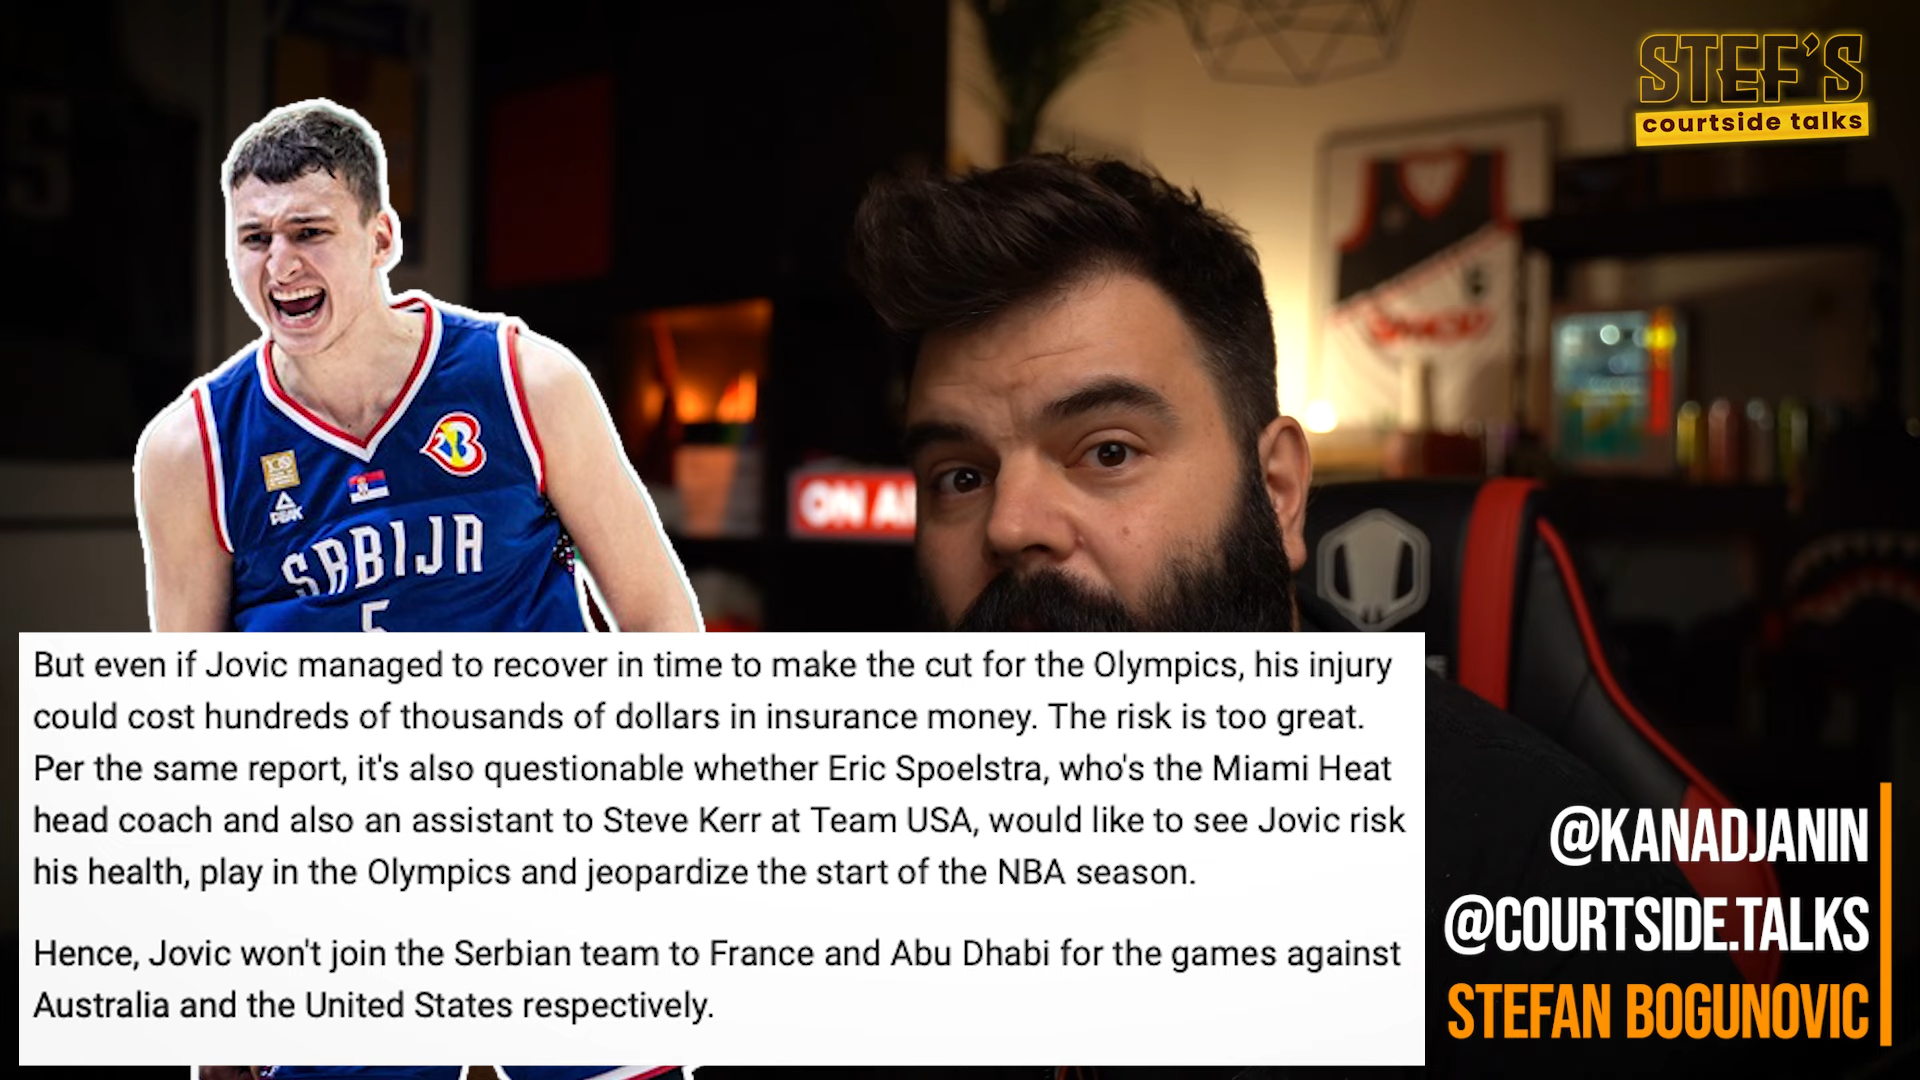 STEF'S
courtside talks
ON AI
PEAK
SRBIJA
5
But even if Jovic managed to recover in time to make the cut for the Olympics, his injury
could cost hundreds of thousands of dollars in insurance money. The risk is too great.
Per the same report, it's also questionable whether Eric Spoelstra, who's the Miami Heat
head coach and also an assistant to Steve Kerr at Team USA, would like to see Jovic risk
his health, play in the Olympics and jeopardize the start of the NBA season.
Hence, Jovic won't join the Serbian team to France and Abu Dhabi for the games against
Australia and the United States respectively.
@KANADJANIN
@COURTSIDE.TALKS
STEFAN BOGUNOVIC